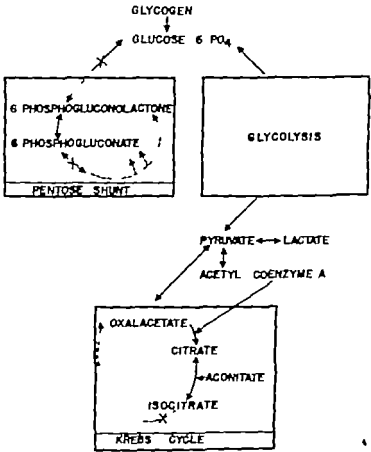 GLYCOGEN
GLUCOSE 6 PO4
6 PHOSPHOGLUCONOLACTONE
6 PHOSPHOGLUCONATE
PENTOSE SHUNT
GLYCOLYSIS
PYRUVATE LACTATE
ACETYL COENZYME A
OXALACETATE
CITRATE
ACONITATE
ISOCITRATE
KREBS CYCLE